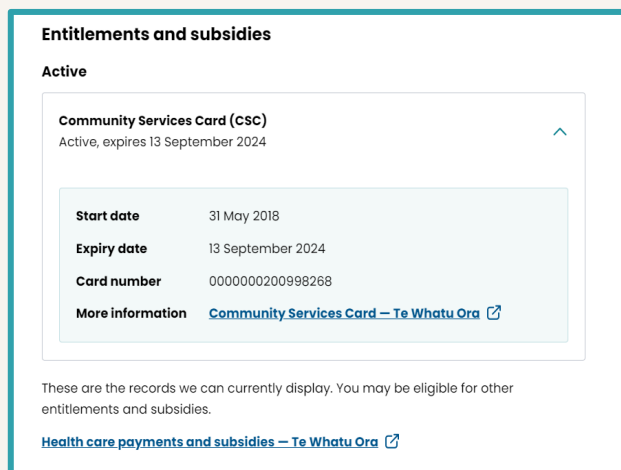 Entitlements and subsidies
Active
Community Services Card (CSC)
Active, expires 13 September 2024
Start date 31 May 2018
Expiry date 13 September 2024
Card number 0000000200998268
More information Community Services Card — Te Whatu Ora
These are the records we can currently display. You may be eligible for other
entitlements and subsidies.
Health care payments and subsidies — Te Whatu Ora